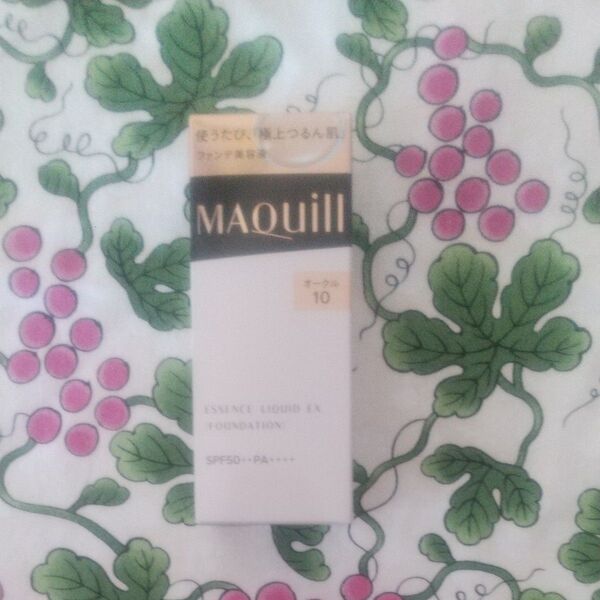 使うたび、「極上つるん肌」
ファンデ美容液
MAQuill
オークル
10
ESSENCE LIQUID EX
(FOUNDATION)
SPF50++PA++++